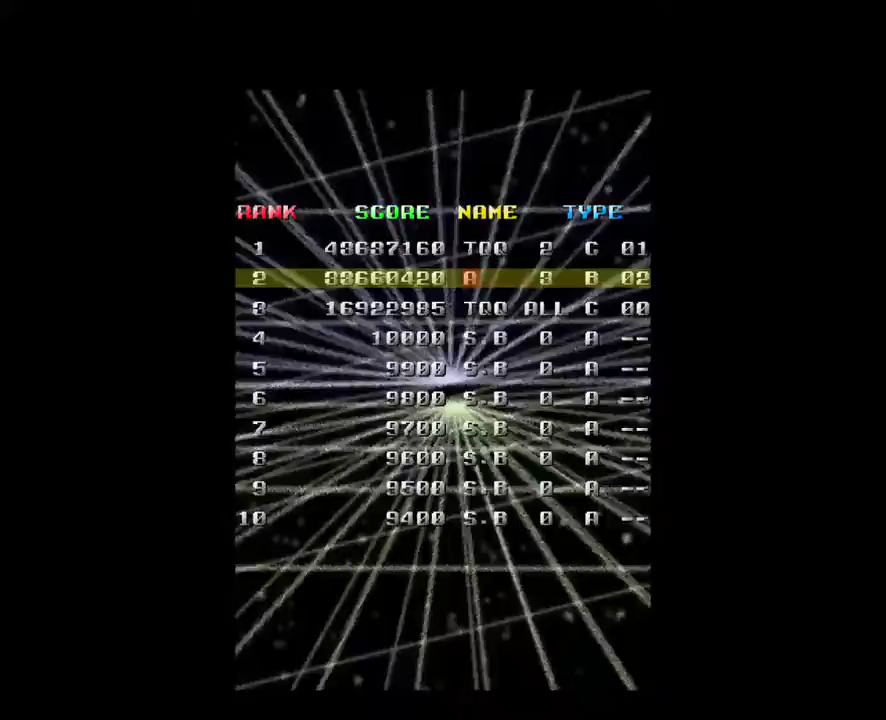 RANK SCORE NAME TYPE
1 43637160 TQQ 2 C 01
2 33660420 A 3 B 02
3 16922985 TQQ ALL C 00
4 10000 S.B 0 A --
5 9900 S.B 0 A --
6 9800 S.B 0 A --
7 9700 S.B 0 A --
8 9600 S.B 0 A --
9 9500 S.B 0 A --
10 9400 S.B 0 A --